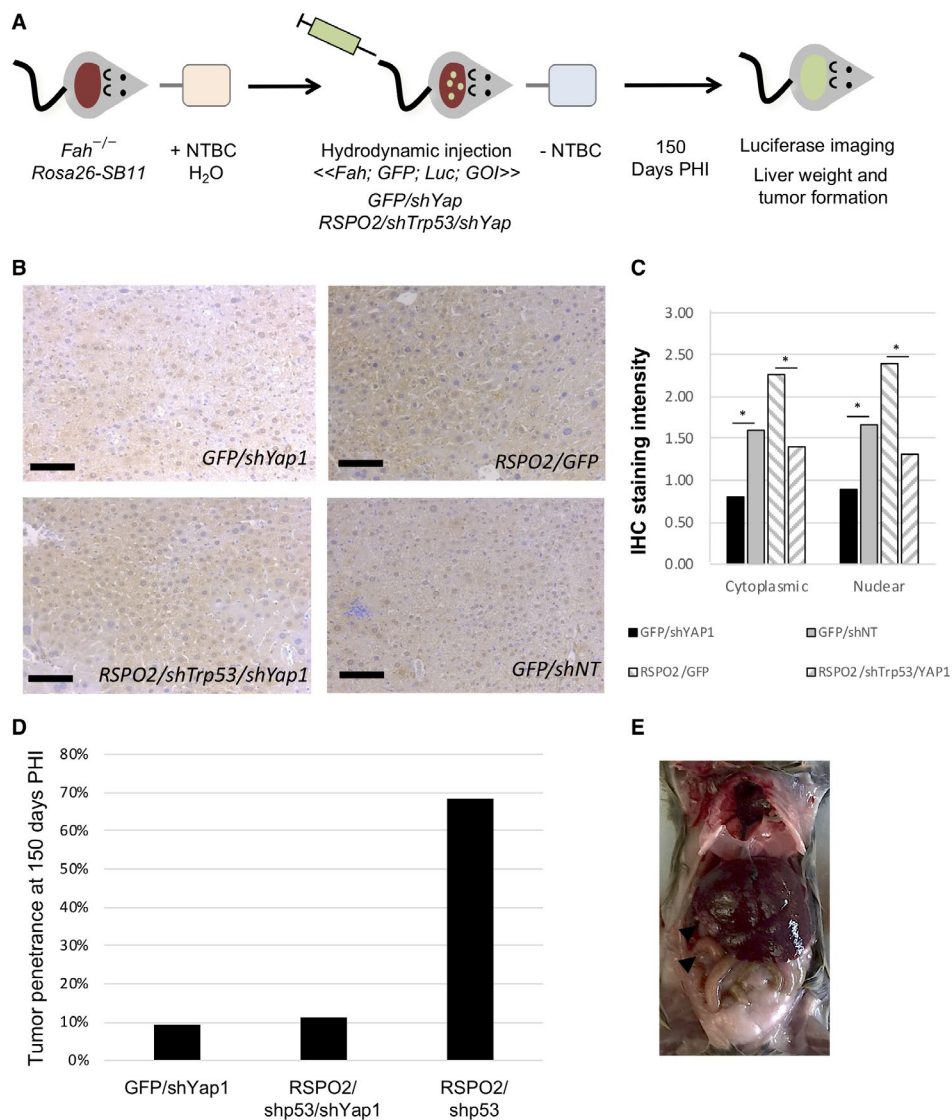 A
Fah−/−
Rosa26-SB11
+ NTBC
H2O
Hydrodynamic injection
<<Fah; GFP; Luc; GOI>>
GFP/shYap
RSPO2/shTrp53/shYap
- NTBC
150
Days PHI
Luciferase imaging
Liver weight and
tumor formation
B
GFP/shYap1
RSPO2/GFP
RSPO2/shTrp53/shYap1
GFP/shNT
C
IHC staining intensity
3.00
2.50
2.00
1.50
1.00
0.50
0.00
*
*
*
*
Cytoplasmic
Nuclear
GFP/shYAP1
GFP/shNT
RSPO2/GFP
RSPO2/shTrp53/YAP1
D
Tumor penetrance at 150 days PHI
80%
70%
60%
50%
40%
30%
20%
10%
0%
GFP/shYap1
RSPO2/
shp53/shYap1
RSPO2/
shp53
E